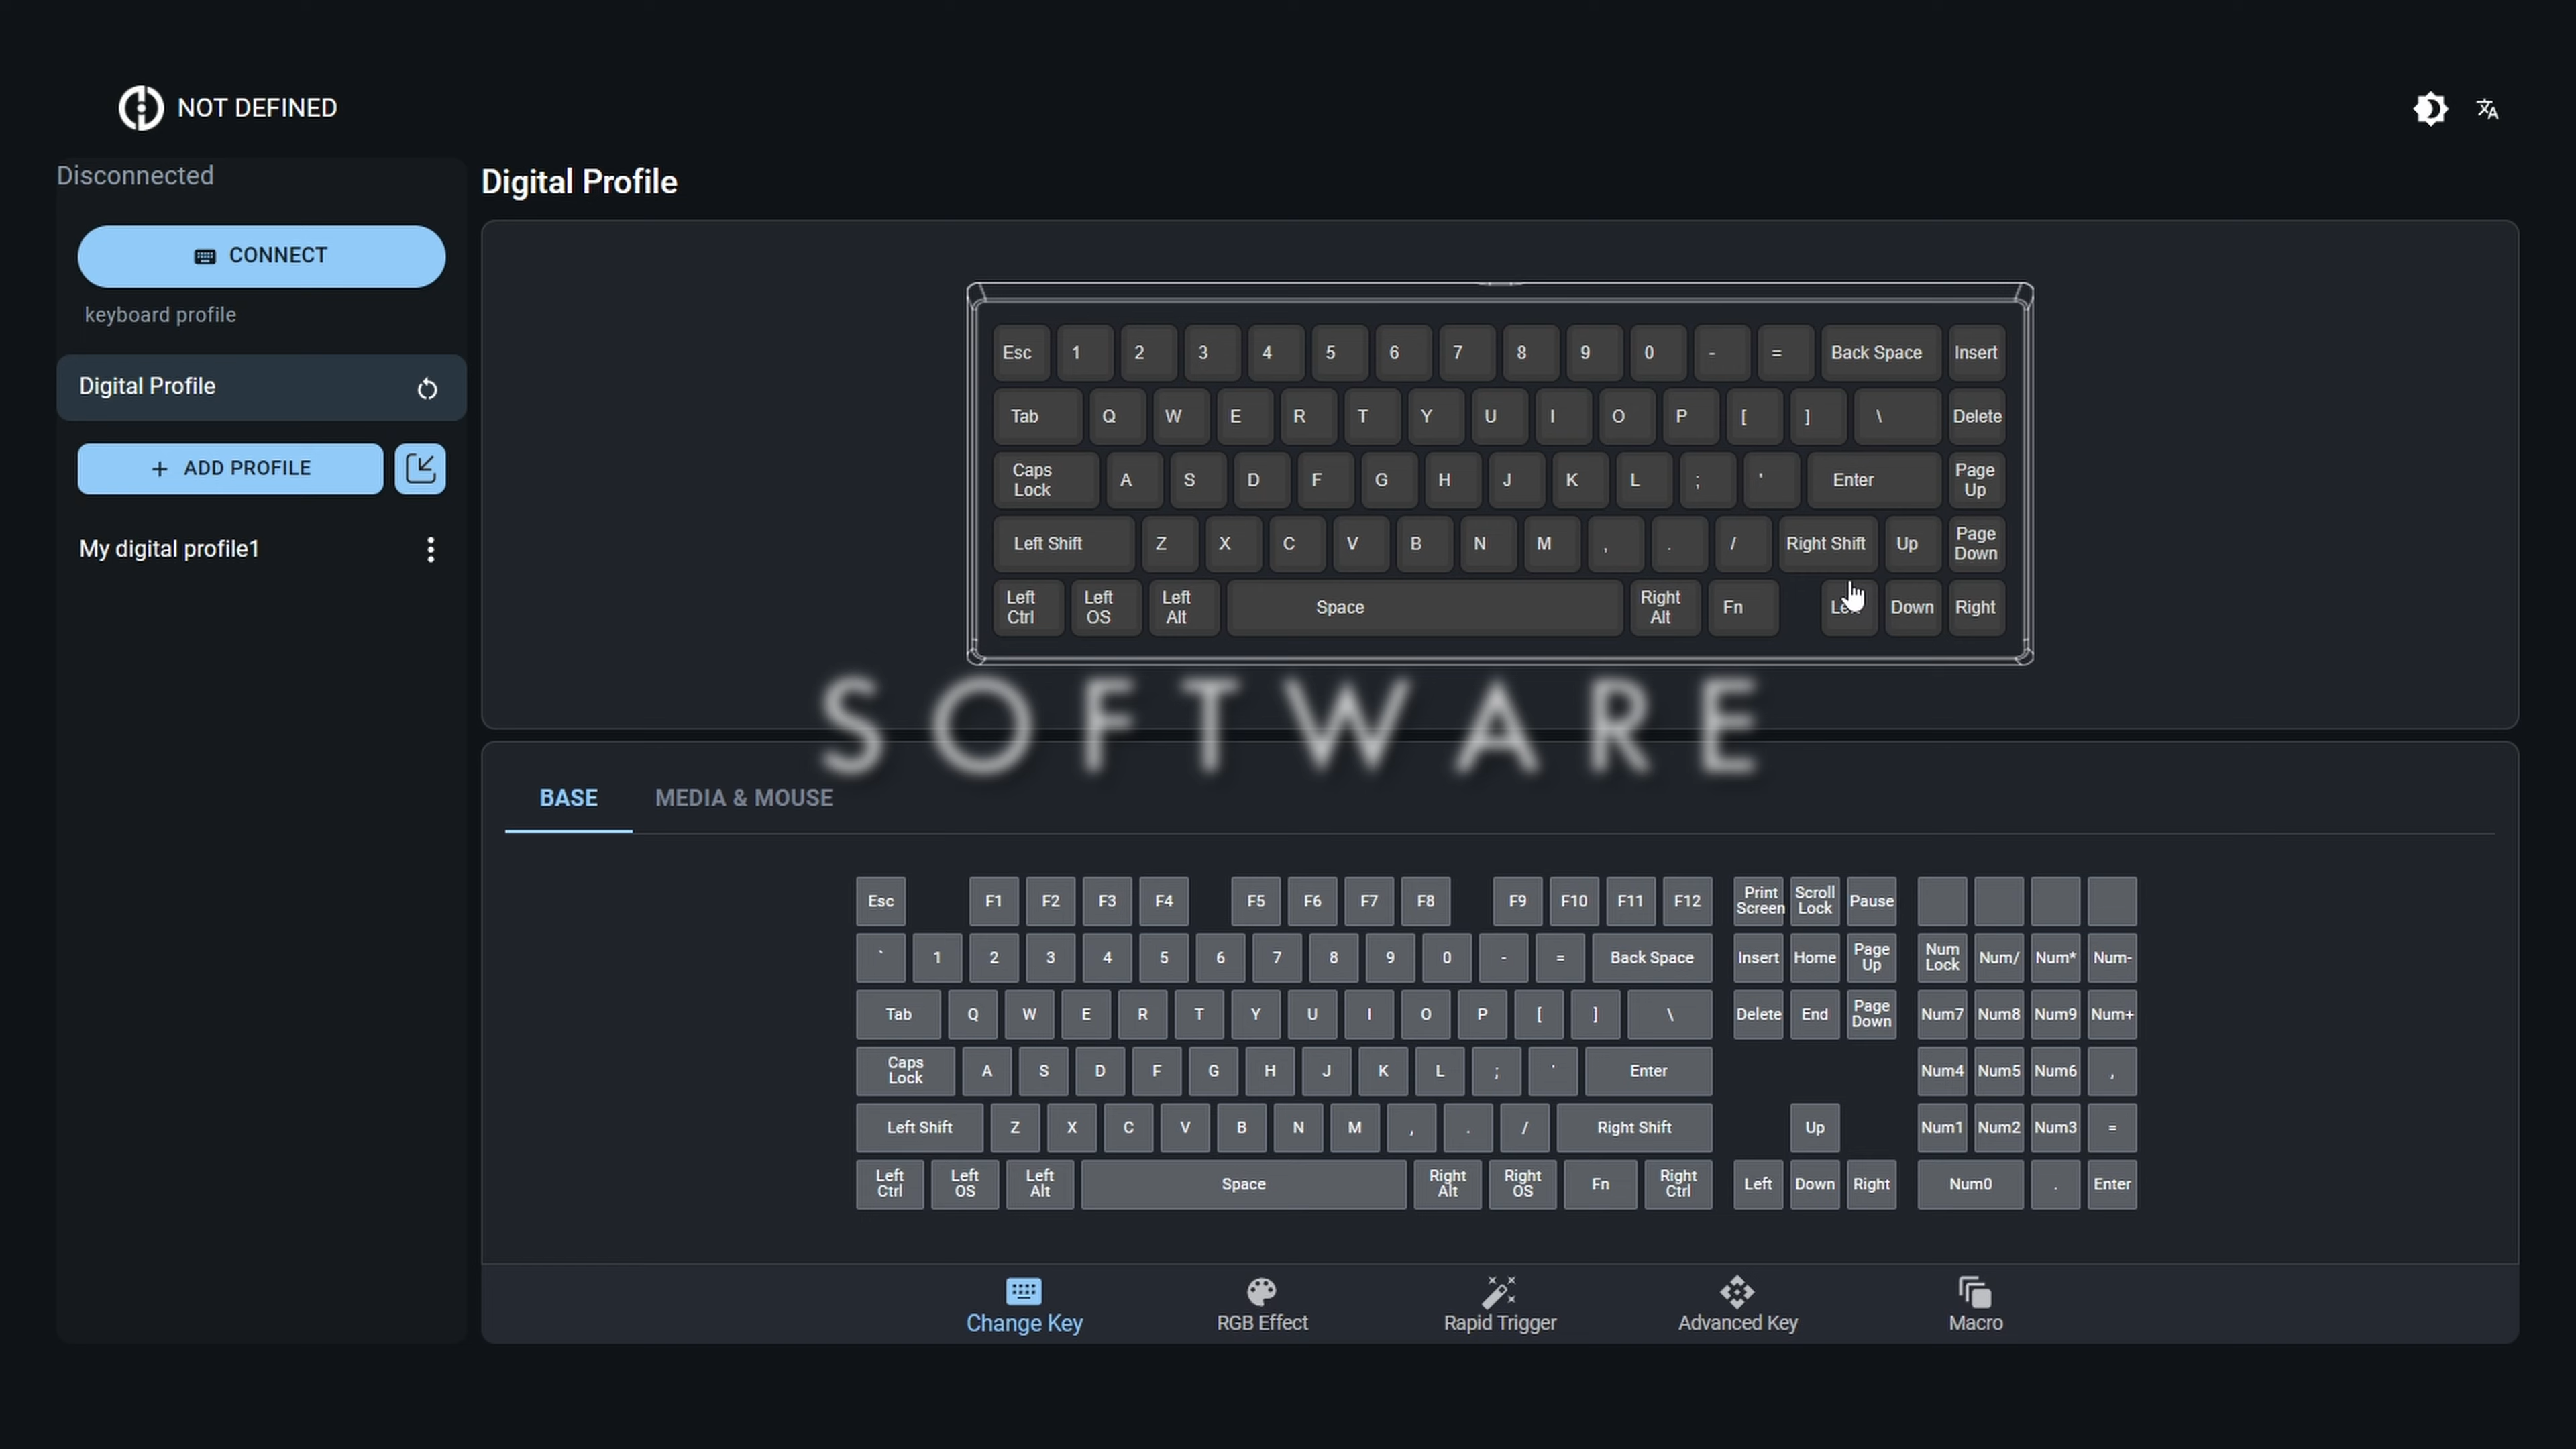 NOT DEFINED
Disconnected
Digital Profile
CONNECT
keyboard profile
Digital Profile
ADD PROFILE
My digital profile1
Esc 1 2 3 4 5 6 7 8 9 0 - = Back Space Insert
Tab Q W E R T Y U I O P [ ] \ Delete
Caps Lock A S D F G H J K L ; ' Enter Page Up
Left Shift Z X C V B N M , . / Right Shift Up Page Down
Left Ctrl Left OS Left Alt Space Right Alt Fn Left Down Right
SOFTWARE
BASE MEDIA & MOUSE
Esc F1 F2 F3 F4 F5 F6 F7 F8 F9 F10 F11 F12 Print Screen Scroll Lock Pause
` 1 2 3 4 5 6 7 8 9 0 - = Back Space Insert Home Page Up Num Lock Num/ Num* Num-
Tab Q W E R T Y U I O P [ ] \ Delete End Page Down Num7 Num8 Num9 Num+
Caps Lock A S D F G H J K L ; ' Enter Num4 Num5 Num6 ,
Left Shift Z X C V B N M , . / Right Shift Up Num1 Num2 Num3 =
Left Ctrl Left OS Left Alt Space Right Alt Right OS Fn Right Ctrl Left Down Right Num0 . Enter
Change Key RGB Effect Rapid Trigger Advanced Key Macro